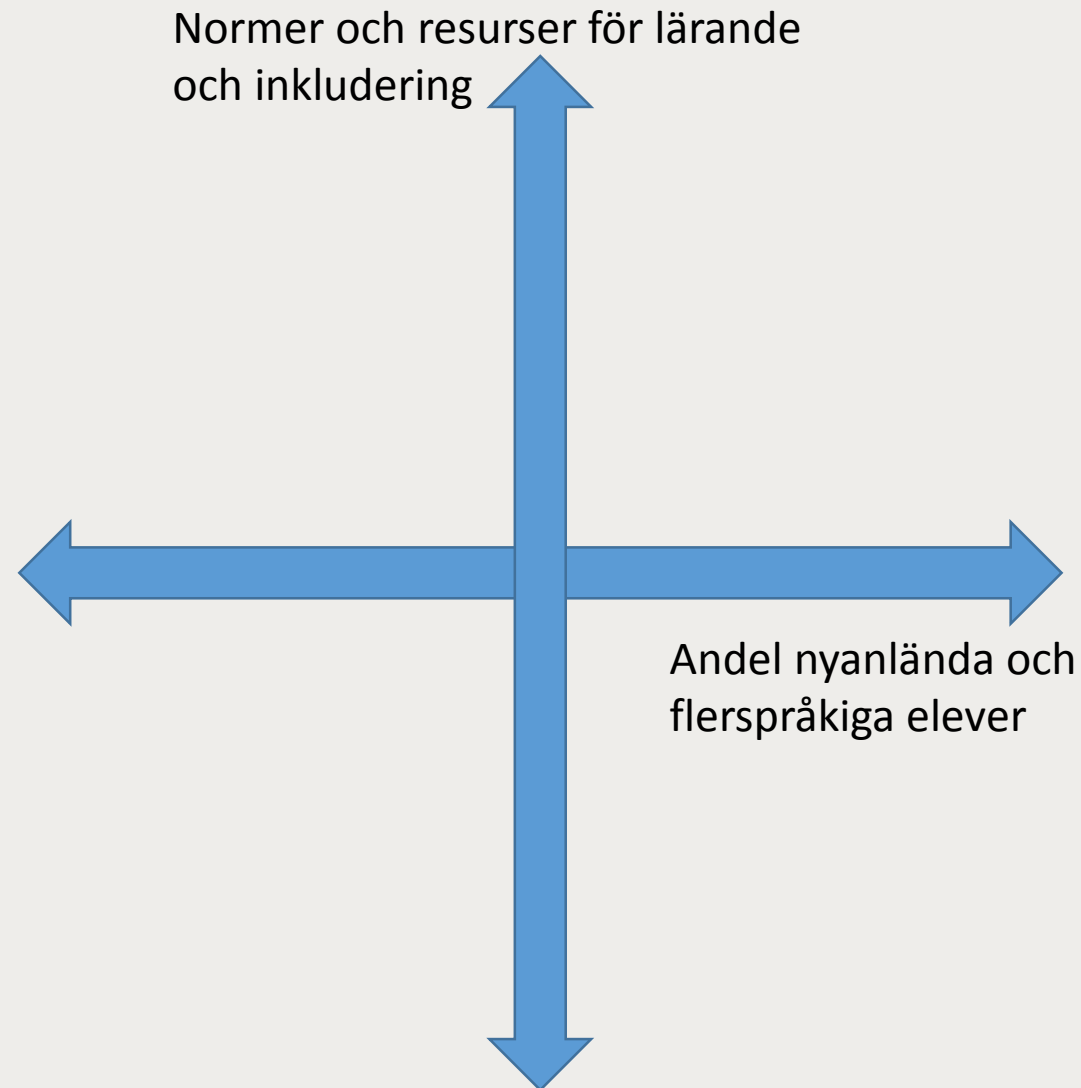 Normer och resurser för lärande
och inkludering
Andel nyanlända och
flerspråkiga elever